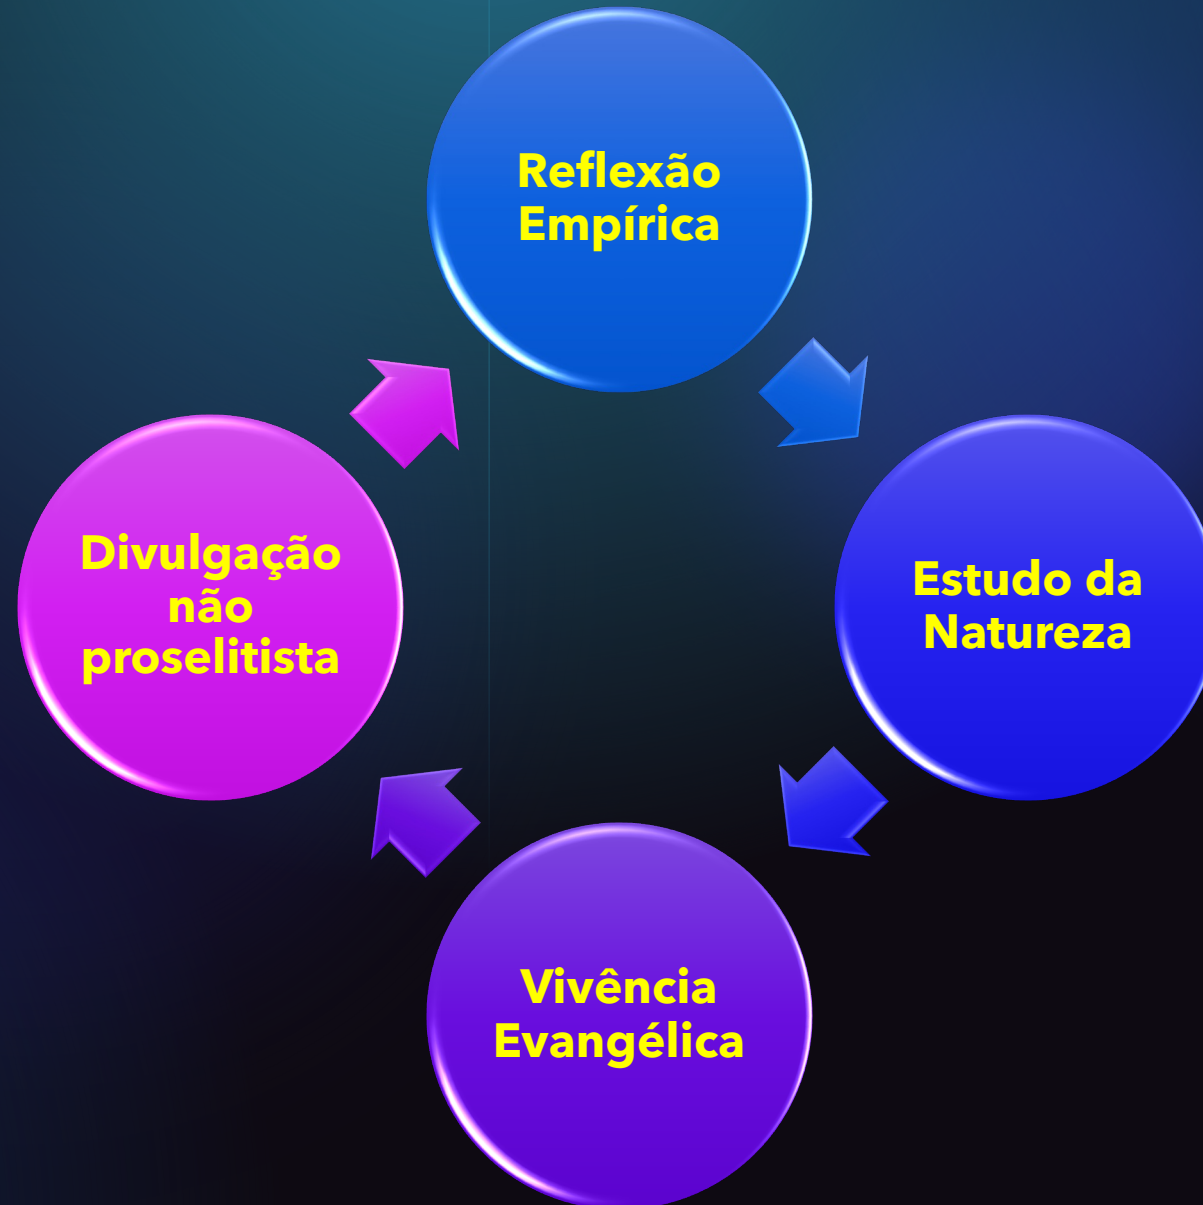 Reflexão
Empírica
Estudo da
Natureza
Vivência
Evangélica
Divulgação
não
proselitista